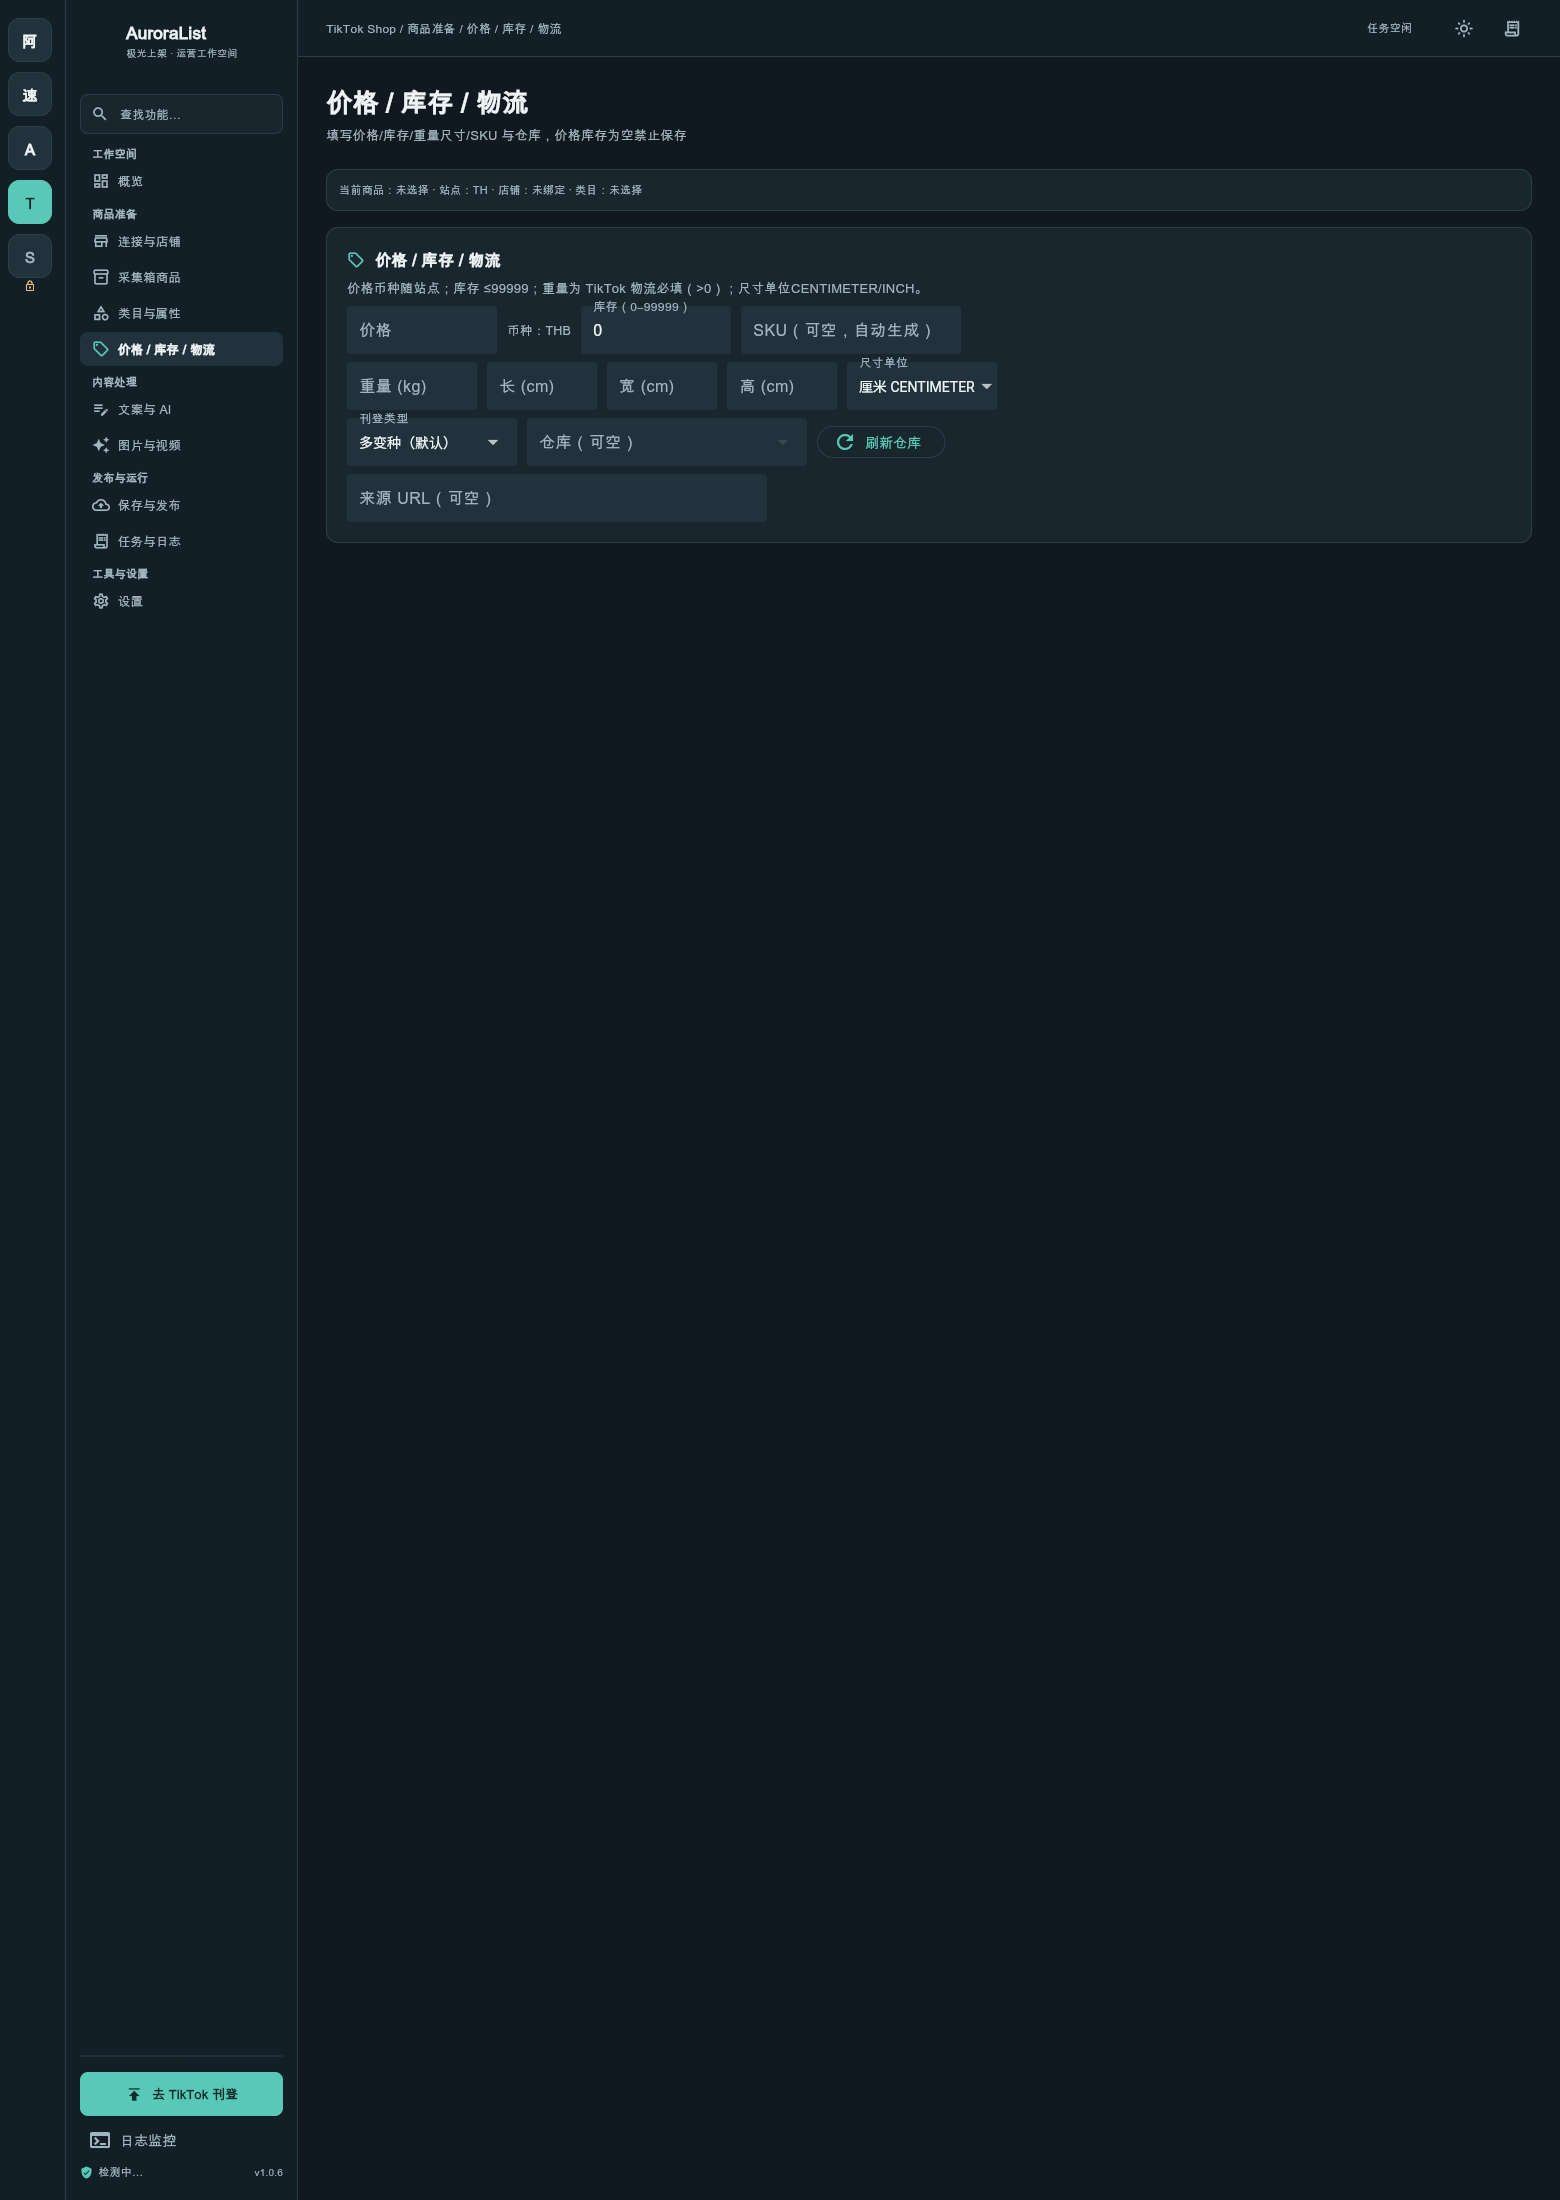 阿
速
A
T
S
AuroraList
极光上架 · 运营工作空间
查找功能...
工作空间
概览
商品准备
连接与店铺
采集箱商品
类目与属性
价格 / 库存 / 物流
内容处理
文案与 AI
图片与视频
发布与运行
保存与发布
任务与日志
工具与设置
设置
去 TikTok 刊登
日志监控
检测中... v1.0.6
TikTok Shop / 商品准备 / 价格 / 库存 / 物流
任务空闲
价格 / 库存 / 物流
填写价格/库存/重量尺寸/SKU 与仓库，价格库存为空禁止保存
当前商品：未选择 · 站点：TH · 店铺：未绑定 · 类目：未选择
价格 / 库存 / 物流
价格币种随站点；库存 ≤99999；重量为 TikTok 物流必填（>0）；尺寸单位CENTIMETER/INCH。
价格
币种：THB
库存（0–99999）
0
SKU（可空，自动生成）
重量 (kg)
长 (cm)
宽 (cm)
高 (cm)
尺寸单位
厘米 CENTIMETER
刊登类型
多变种（默认）
仓库（可空）
刷新仓库
来源 URL（可空）